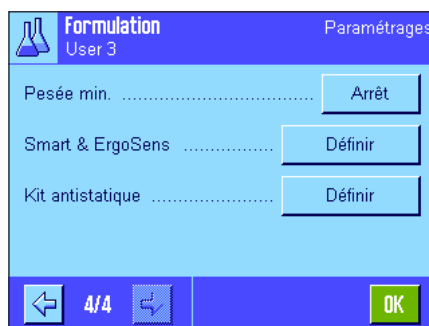 Formulation Paramétrages
User 3
Pesée min. .................................. Arrêt
Smart & ErgoSens ................ Définir
Kit antistatique ...................... Définir
4/4 OK